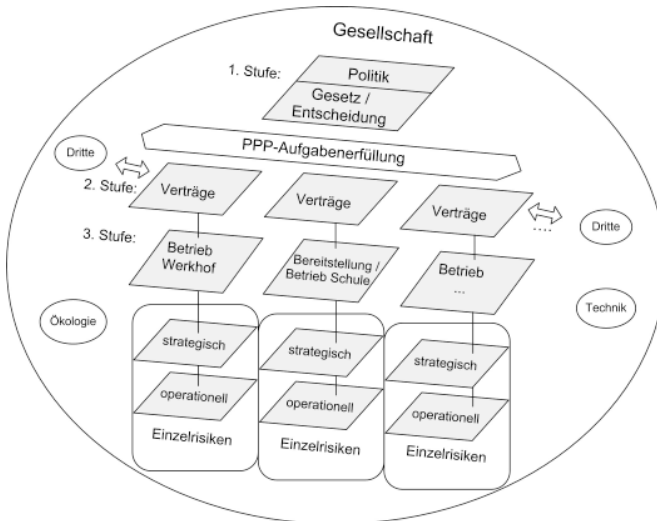 Gesellschaft
1. Stufe:
Politik
Gesetz /
Entscheidung
PPP-Aufgabenerfüllung
Dritte
2. Stufe:
Verträge
Verträge
Verträge
....
Dritte
3. Stufe:
Betrieb
Werkhof
Bereitstellung /
Betrieb Schule
Betrieb
...
Ökologie
Technik
strategisch
strategisch
strategisch
operationell
operationell
operationell
Einzelrisiken
Einzelrisiken
Einzelrisiken